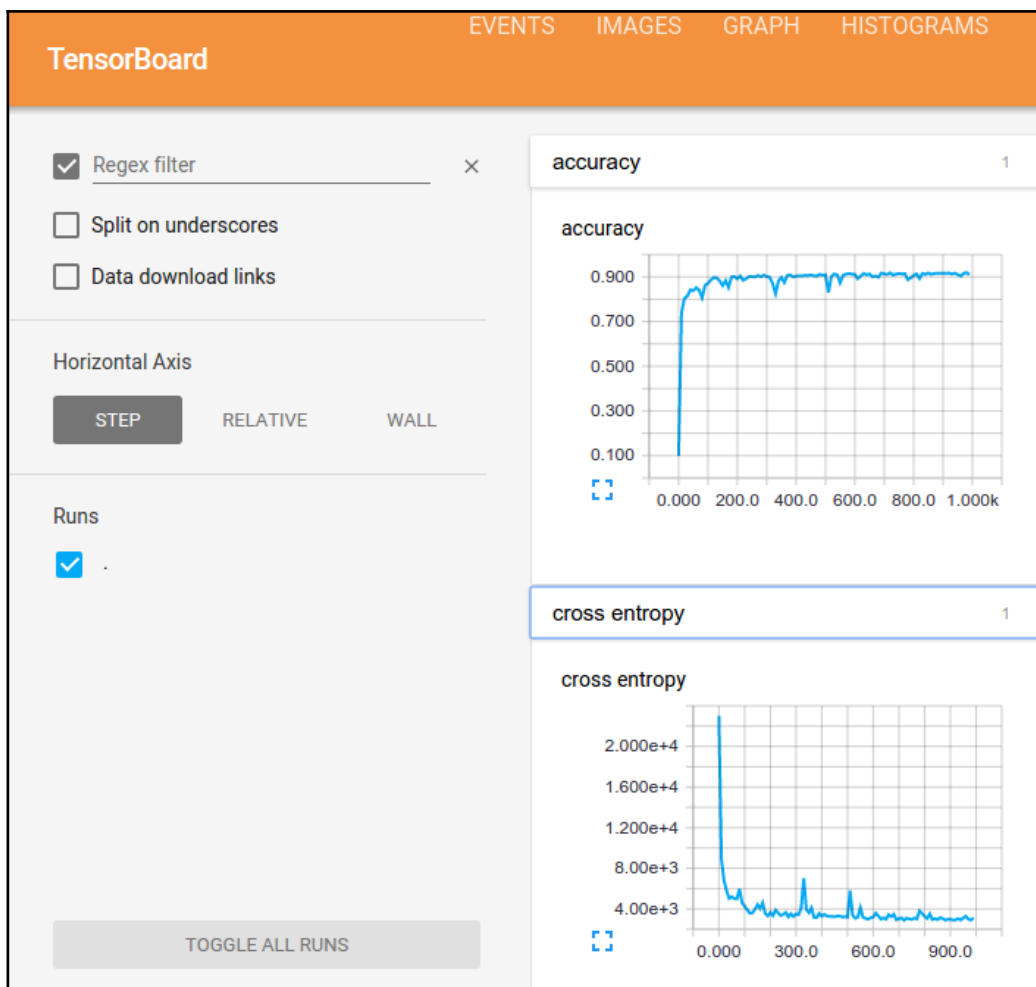 EVENTS IMAGES GRAPH HISTOGRAMS
TensorBoard
Regex filter
Split on underscores
Data download links
Horizontal Axis
STEP RELATIVE WALL
Runs
.
TOGGLE ALL RUNS
accuracy 1
accuracy
0.900
0.700
0.500
0.300
0.100
0.000 200.0 400.0 600.0 800.0 1.000k
cross entropy 1
cross entropy
2.000e+4
1.600e+4
1.200e+4
8.00e+3
4.00e+3
0.000 300.0 600.0 900.0